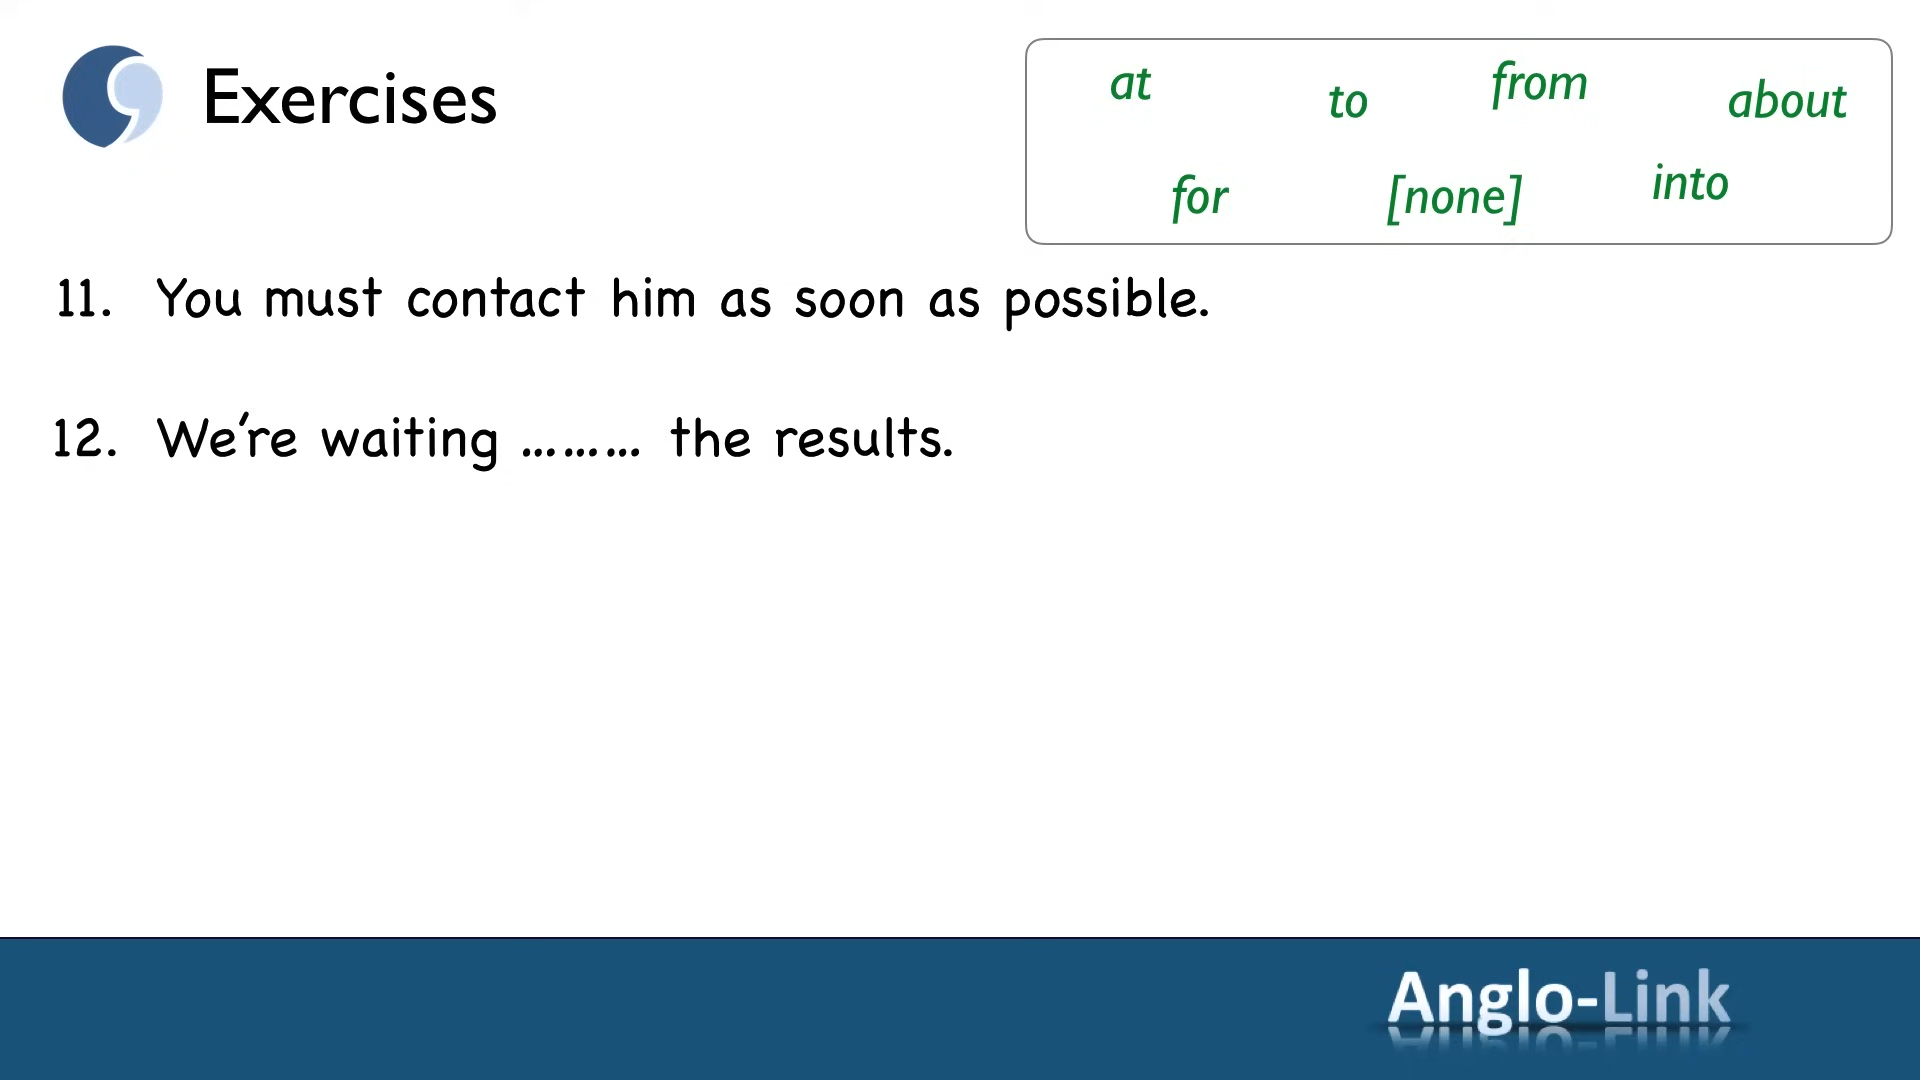 Exercises
at to from about
for [none] into
11. You must contact him as soon as possible.
12. We're waiting ......... the results.
Anglo-Link